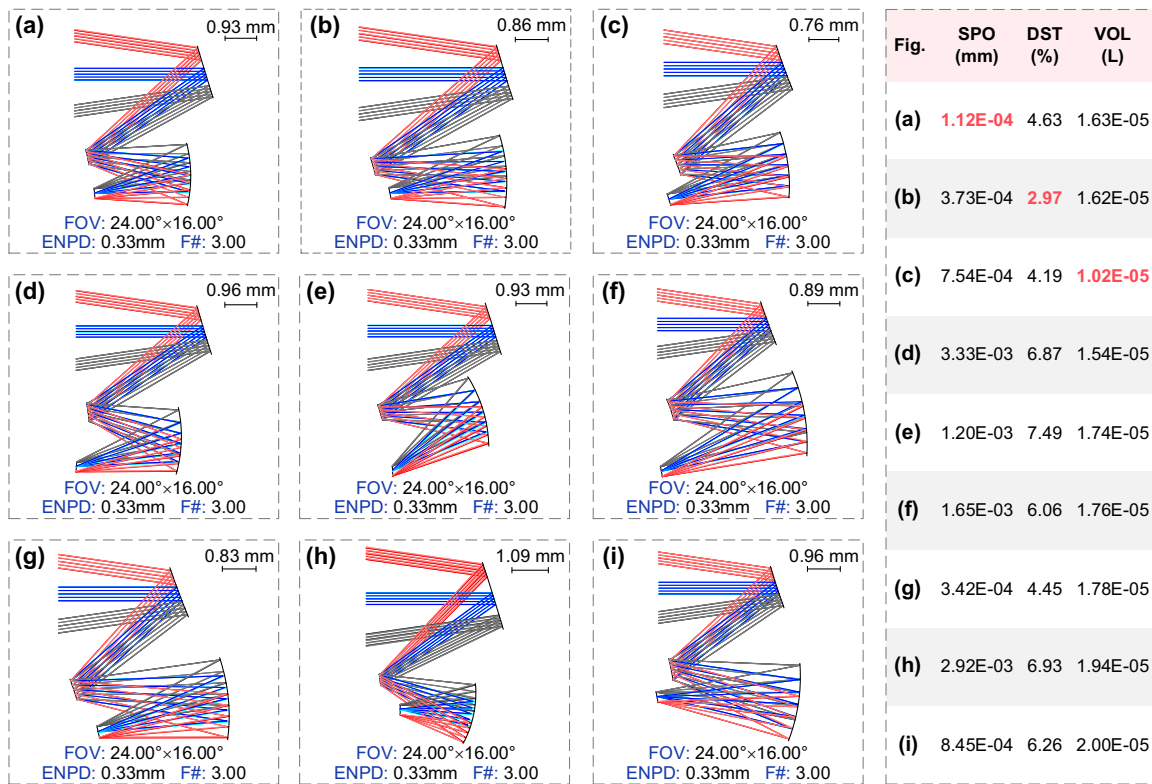 (a) 0.93 mm
FOV: 24.00°×16.00°
ENPD: 0.33mm F#: 3.00
(b) 0.86 mm
FOV: 24.00°×16.00°
ENPD: 0.33mm F#: 3.00
(c) 0.76 mm
FOV: 24.00°×16.00°
ENPD: 0.33mm F#: 3.00
(d) 0.96 mm
FOV: 24.00°×16.00°
ENPD: 0.33mm F#: 3.00
(e) 0.93 mm
FOV: 24.00°×16.00°
ENPD: 0.33mm F#: 3.00
(f) 0.89 mm
FOV: 24.00°×16.00°
ENPD: 0.33mm F#: 3.00
(g) 0.83 mm
FOV: 24.00°×16.00°
ENPD: 0.33mm F#: 3.00
(h) 1.09 mm
FOV: 24.00°×16.00°
ENPD: 0.33mm F#: 3.00
(i) 0.96 mm
FOV: 24.00°×16.00°
ENPD: 0.33mm F#: 3.00
Fig. SPO (mm) DST (%) VOL (L)
(a) 1.12E-04 4.63 1.63E-05
(b) 3.73E-04 2.97 1.62E-05
(c) 7.54E-04 4.19 1.02E-05
(d) 3.33E-03 6.87 1.54E-05
(e) 1.20E-03 7.49 1.74E-05
(f) 1.65E-03 6.06 1.76E-05
(g) 3.42E-04 4.45 1.78E-05
(h) 2.92E-03 6.93 1.94E-05
(i) 8.45E-04 6.26 2.00E-05